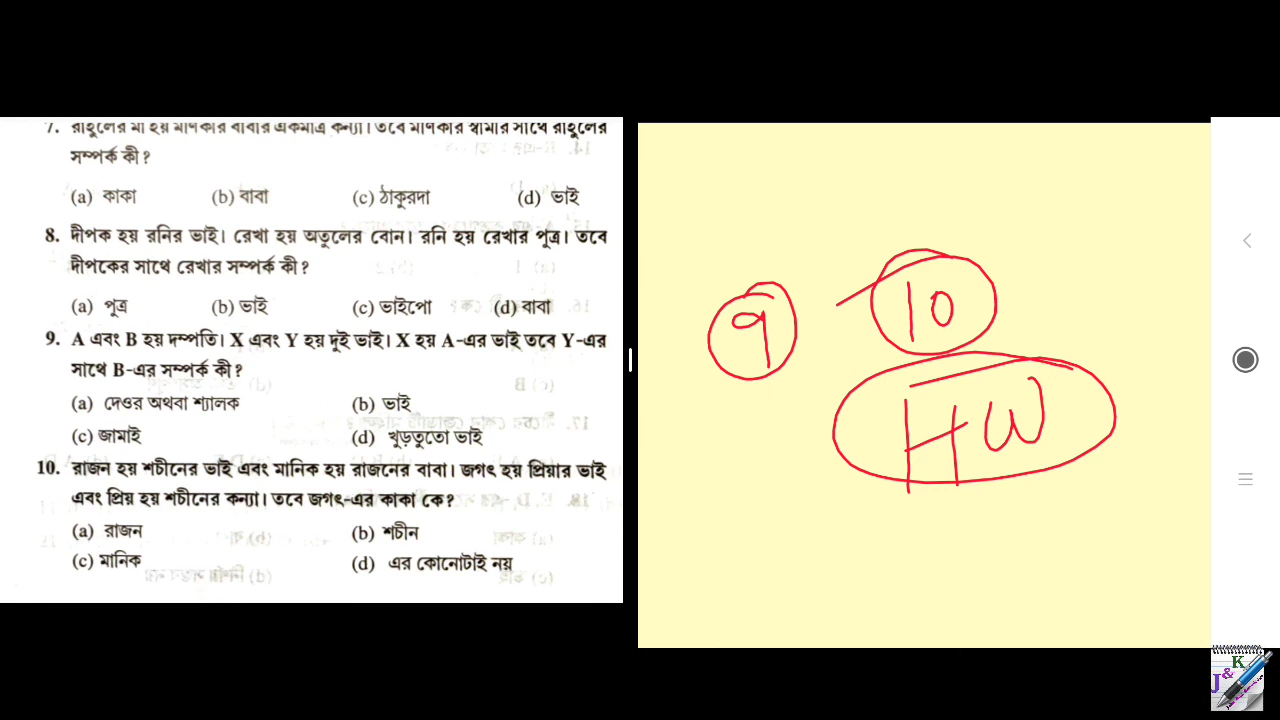 7. রাহুলের মা হয় মণিকার বাবার একমাত্র কন্যা। তবে মণিকার স্বামীর সাথে রাহুলের
সম্পর্ক কী?
(a) কাকা (b) বাবা (c) ঠাকুরদা (d) ভাই
8. দীপক হয় রনির ভাই। রেখা হয় অতুলের বোন। রনি হয় রেখার পুত্র। তবে
দীপকের সাথে রেখার সম্পর্ক কী?
(a) পুত্র (b) ভাই (c) ভাইপো (d) বাবা
9. A এবং B হয় দম্পতি। X এবং Y হয় দুই ভাই। X হয় A-এর ভাই তবে Y-এর
সাথে B-এর সম্পর্ক কী?
(a) দেওর অথবা শ্যালক (b) ভাই
(c) জামাই (d) খুড়তুতো ভাই
10. রাজন হয় শচীনের ভাই এবং মানিক হয় রাজনের বাবা। জগৎ হয় প্রিয়ার ভাই
এবং প্রিয় হয় শচীনের কন্যা। তবে জগৎ-এর কাকা কে?
(a) রাজন (b) শচীন
(c) মানিক (d) এর কোনোটাই নয়
9 10
HW
J & K